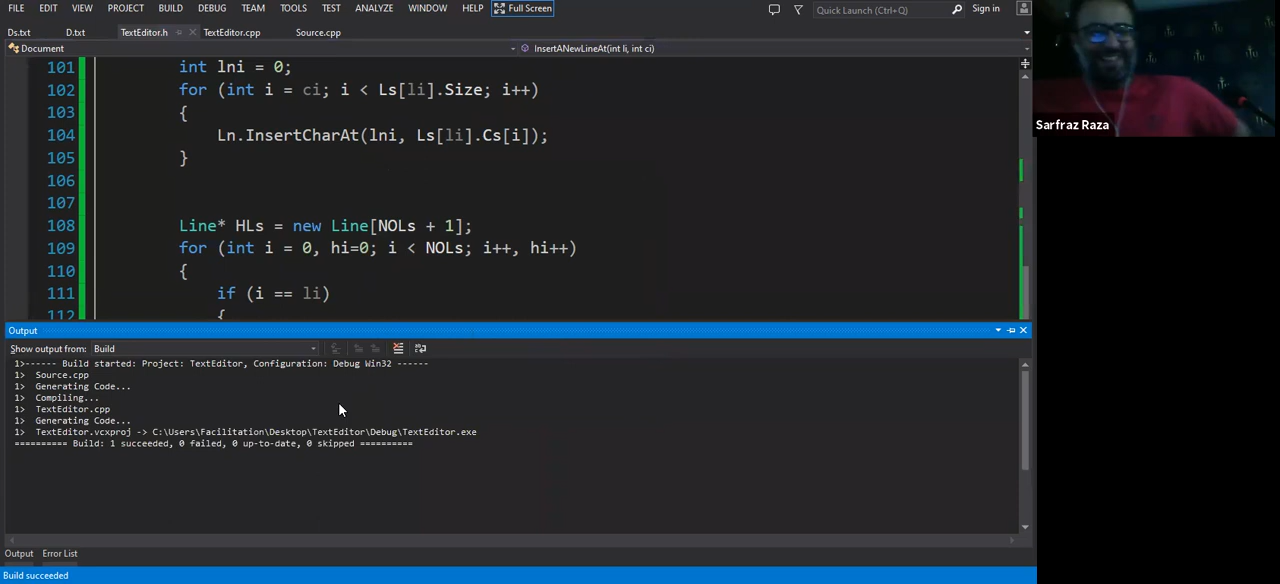 FILE EDIT VIEW PROJECT BUILD DEBUG TEAM TOOLS TEST ANALYZE WINDOW HELP Full Screen Quick Launch (Ctrl+Q) Sign in
Ds.txt D.txt TextEditor.h TextEditor.cpp Source.cpp
Document InsertANewLineAt(int li, int ci)
101 int lni = 0;
102 for (int i = ci; i < Ls[li].Size; i++)
103 {
104 Ln.InsertCharAt(lni, Ls[li].Cs[i]);
105 }
106
107
108 Line* HLs = new Line[NOLs + 1];
109 for (int i = 0, hi=0; i < NOLs; i++, hi++)
110 {
111 if (i == li)
112 {
Output
Show output from: Build
1>------ Build started: Project: TextEditor, Configuration: Debug Win32 ------
1> Source.cpp
1> Generating Code...
1> Compiling...
1> TextEditor.cpp
1> Generating Code...
1> TextEditor.vcxproj -> C:\Users\Facilitation\Desktop\TextEditor\Debug\TextEditor.exe
========== Build: 1 succeeded, 0 failed, 0 up-to-date, 0 skipped ==========
Output Error List
Build succeeded
Sarfraz Raza